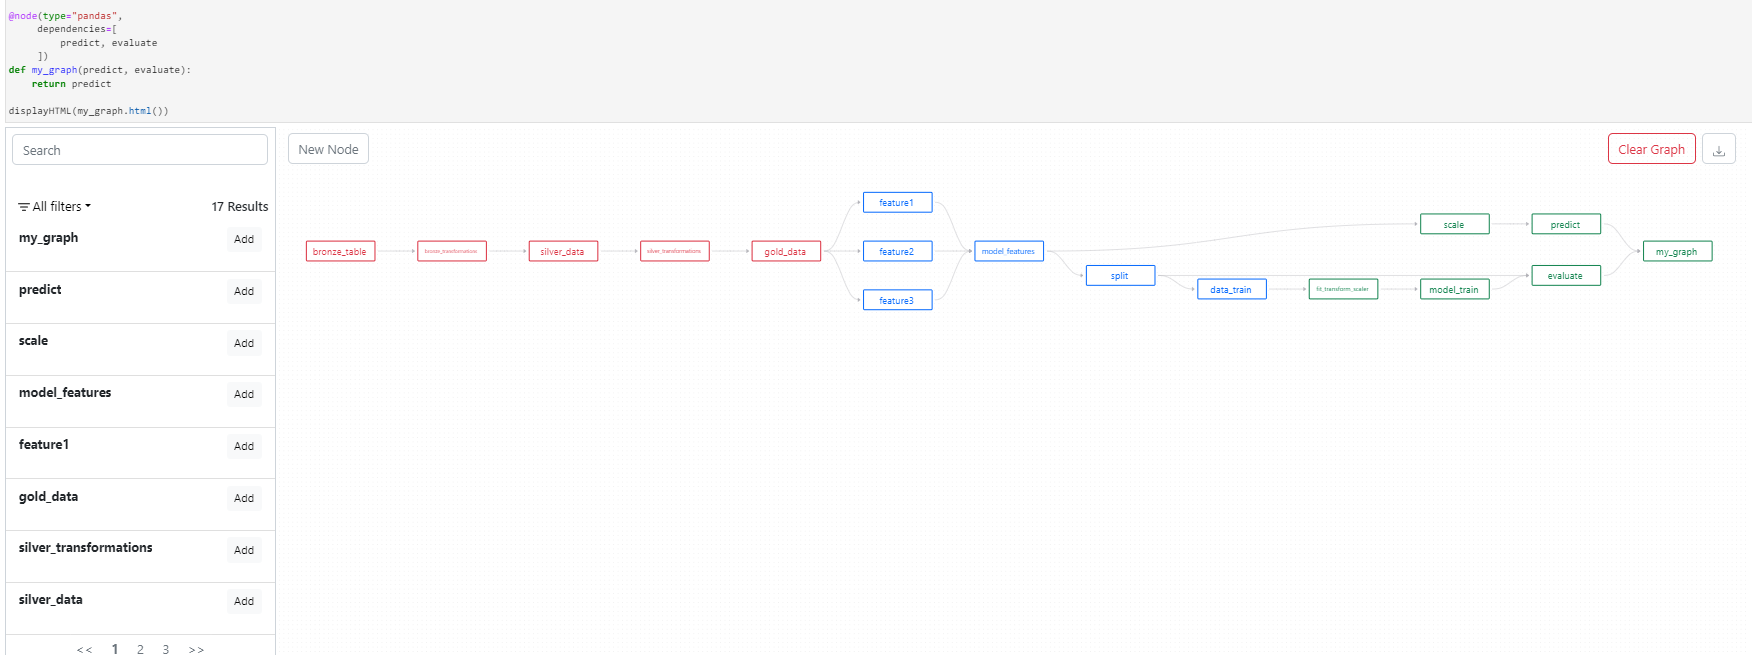 @node(type="pandas",
dependencies=[
predict, evaluate
])
def my_graph(predict, evaluate):
return predict
displayHTML(my_graph.html())
Search
All filters
17 Results
my_graph
Add
predict
Add
scale
Add
model_features
Add
feature1
Add
gold_data
Add
silver_transformations
Add
silver_data
Add
<< 1 2 3 >>
New Node
Clear Graph
bronze_table
bronze_transformations
silver_data
silver_transformations
gold_data
feature1
feature2
feature3
model_features
split
data_train
fit_transform_scaler
model_train
scale
predict
evaluate
my_graph